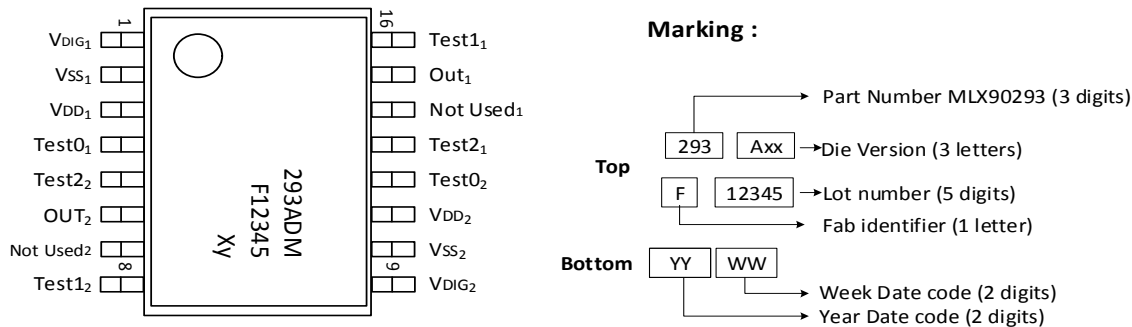 1
VDIG1
VSS1
VDD1
Test01
Test22
OUT2
Not Used2
8
Test12
16
Test11
Out1
Not Used1
Test21
Test02
VDD2
VSS2
9
VDIG2
293ADM
F12345
Xy
Marking :
Part Number MLX90293 (3 digits)
Top
293 Axx Die Version (3 letters)
F 12345 Lot number (5 digits)
Fab identifier (1 letter)
Bottom YY WW
Week Date code (2 digits)
Year Date code (2 digits)